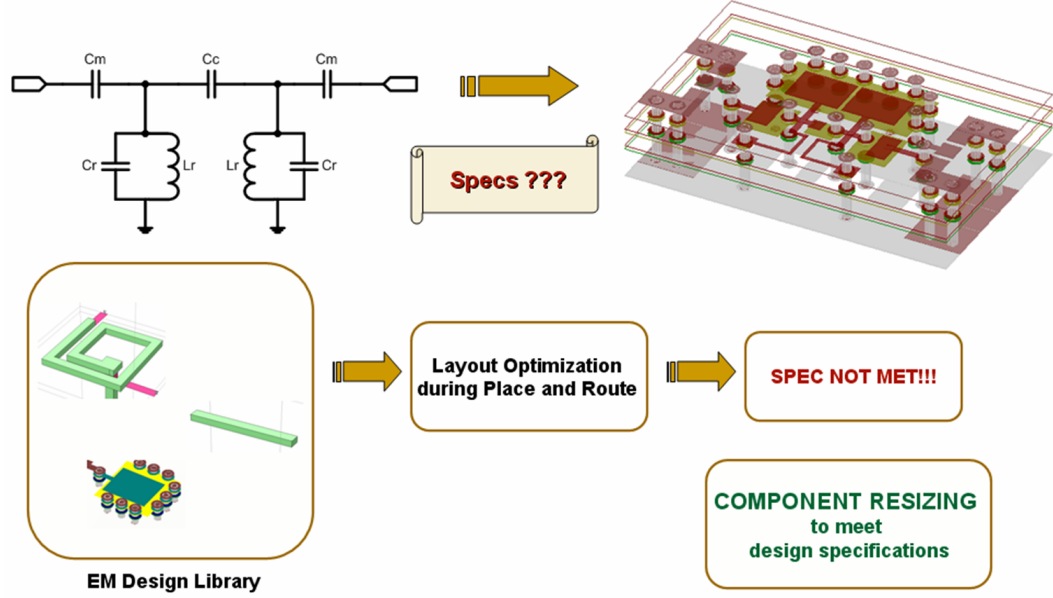 Cm
Cc
Cm
Cr
Lr
Lr
Cr
Specs ???
Layout Optimization
during Place and Route
SPEC NOT MET!!!
COMPONENT RESIZING
to meet
design specifications
EM Design Library